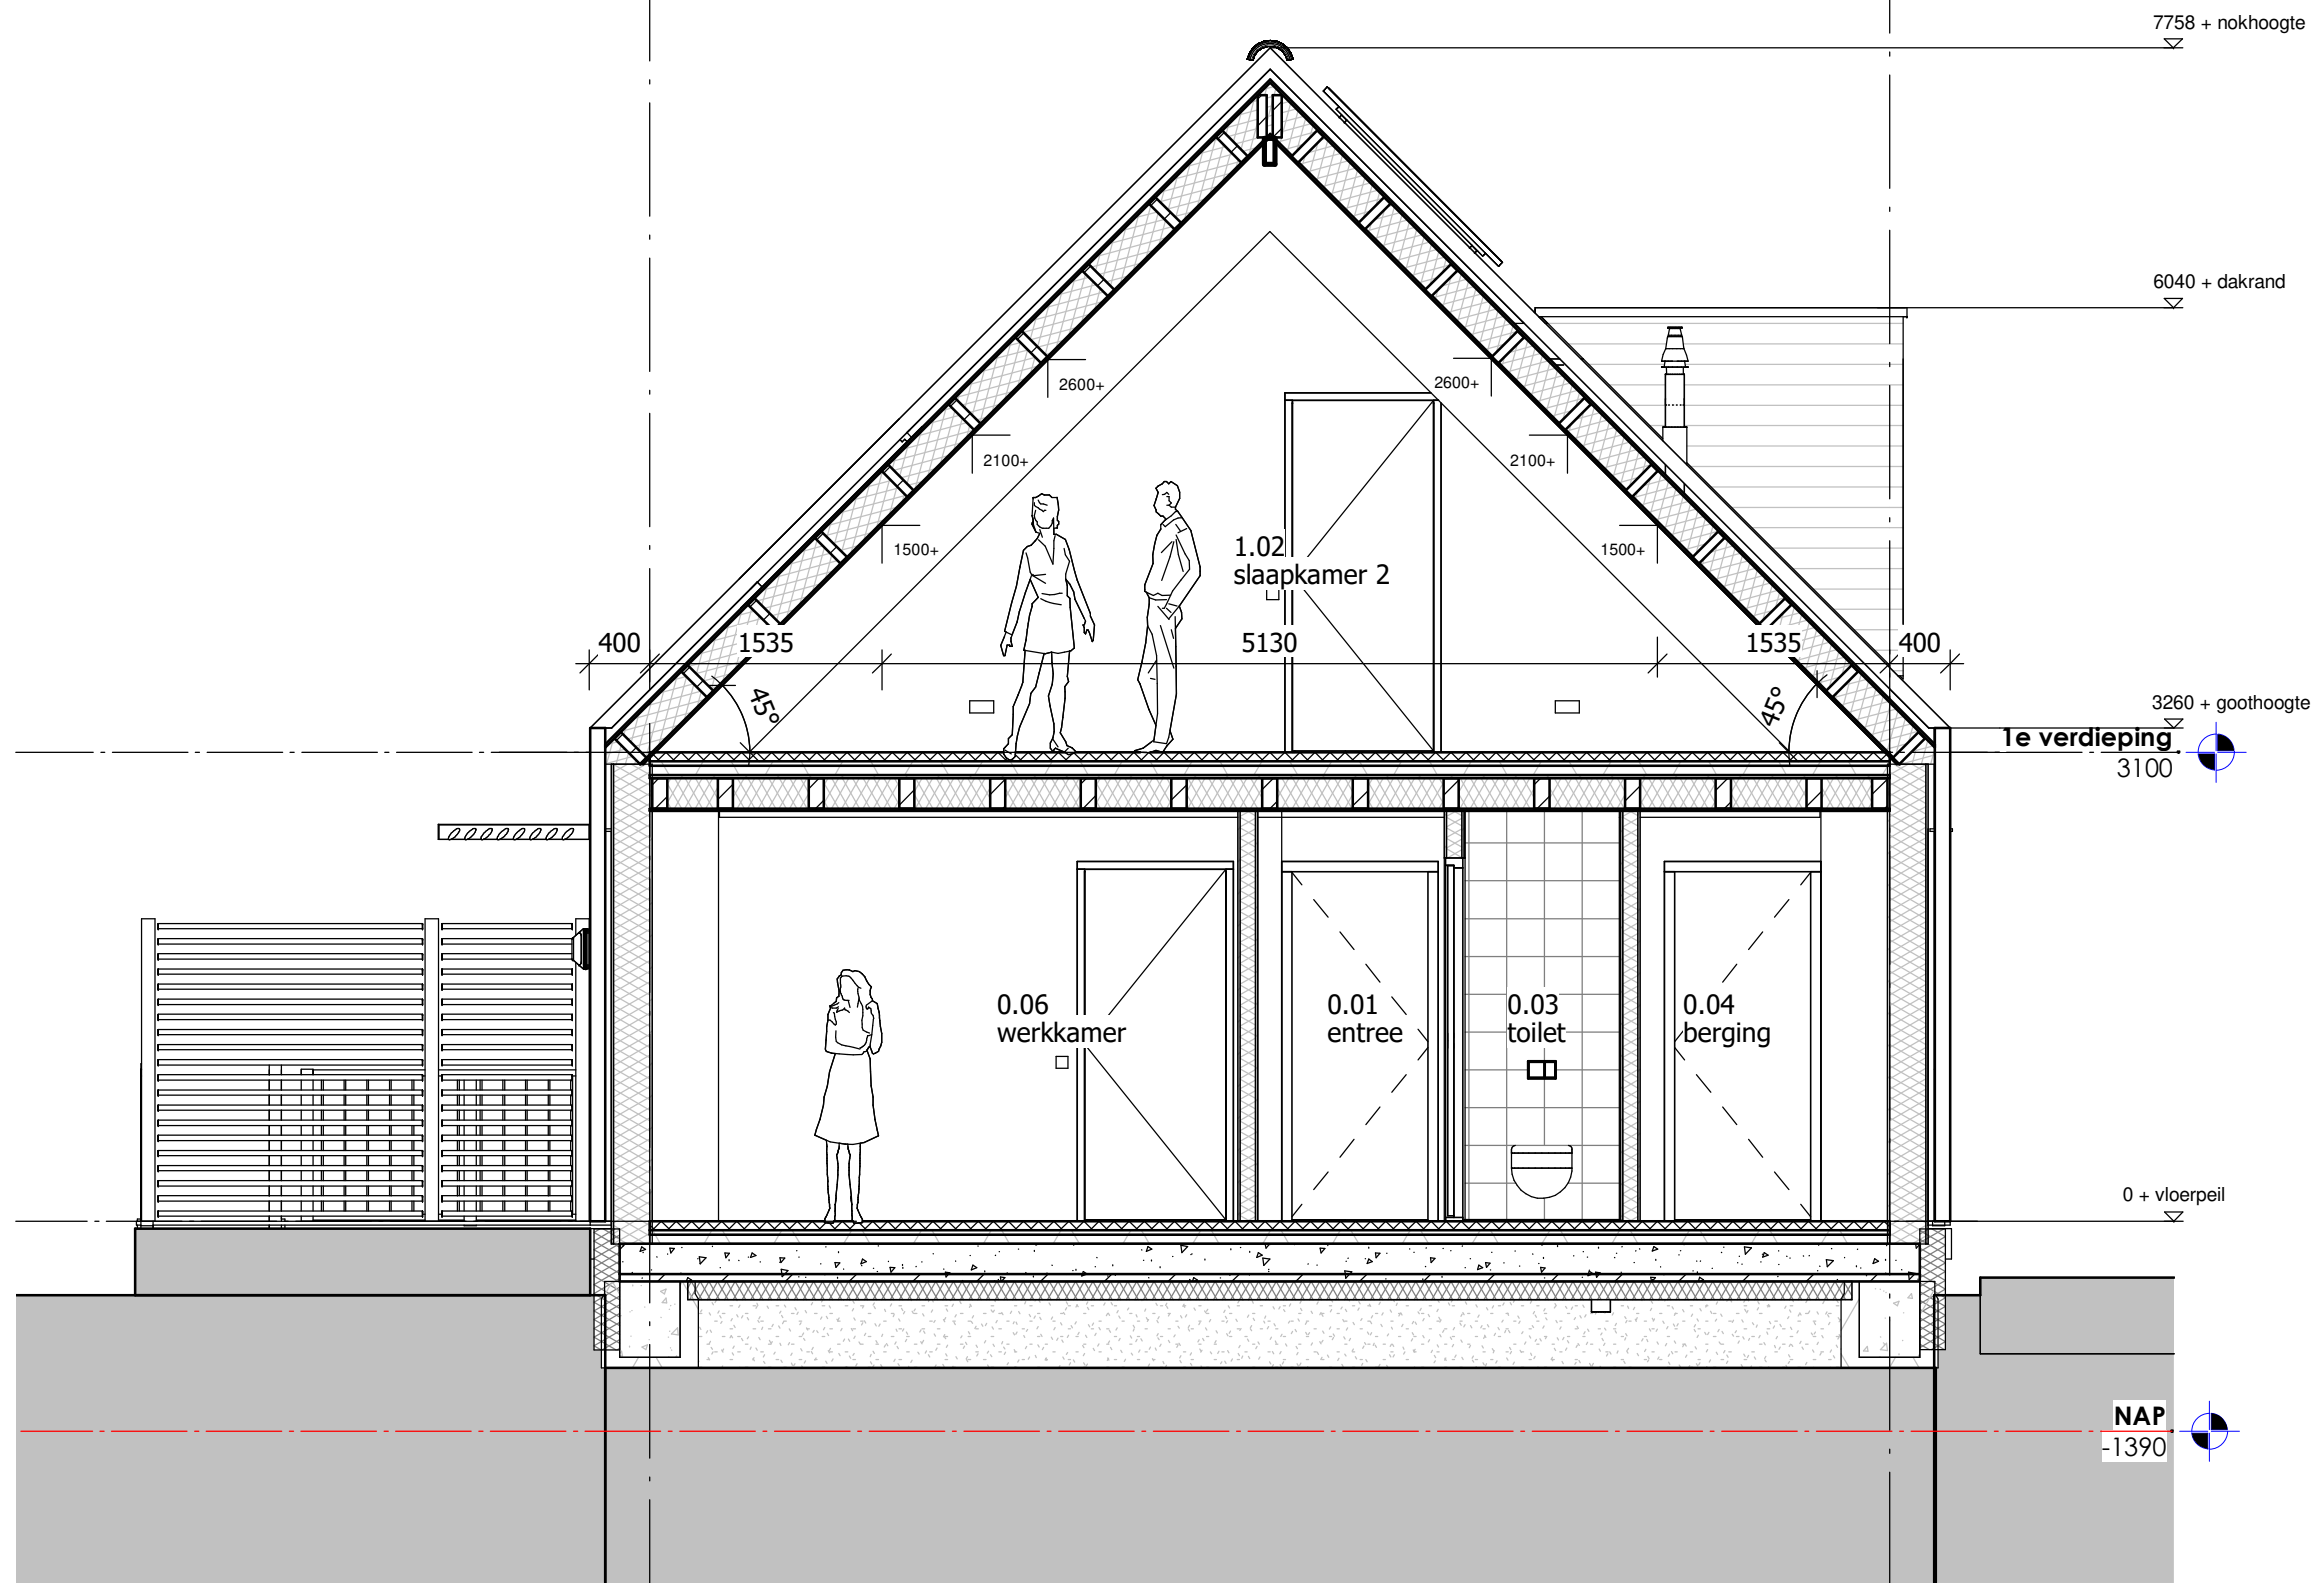 7758 + nokhoogte
6040 + dakrand
2600+
2600+
2100+
2100+
1500+
1500+
1.02
slaapkamer 2
400
1535
5130
1535
400
45°
45°
3260 + goothoogte
1e verdieping
3100
0.06
werkkamer
0.01
entree
0.03
toilet
0.04
berging
0 + vloerpeil
NAP
-1390